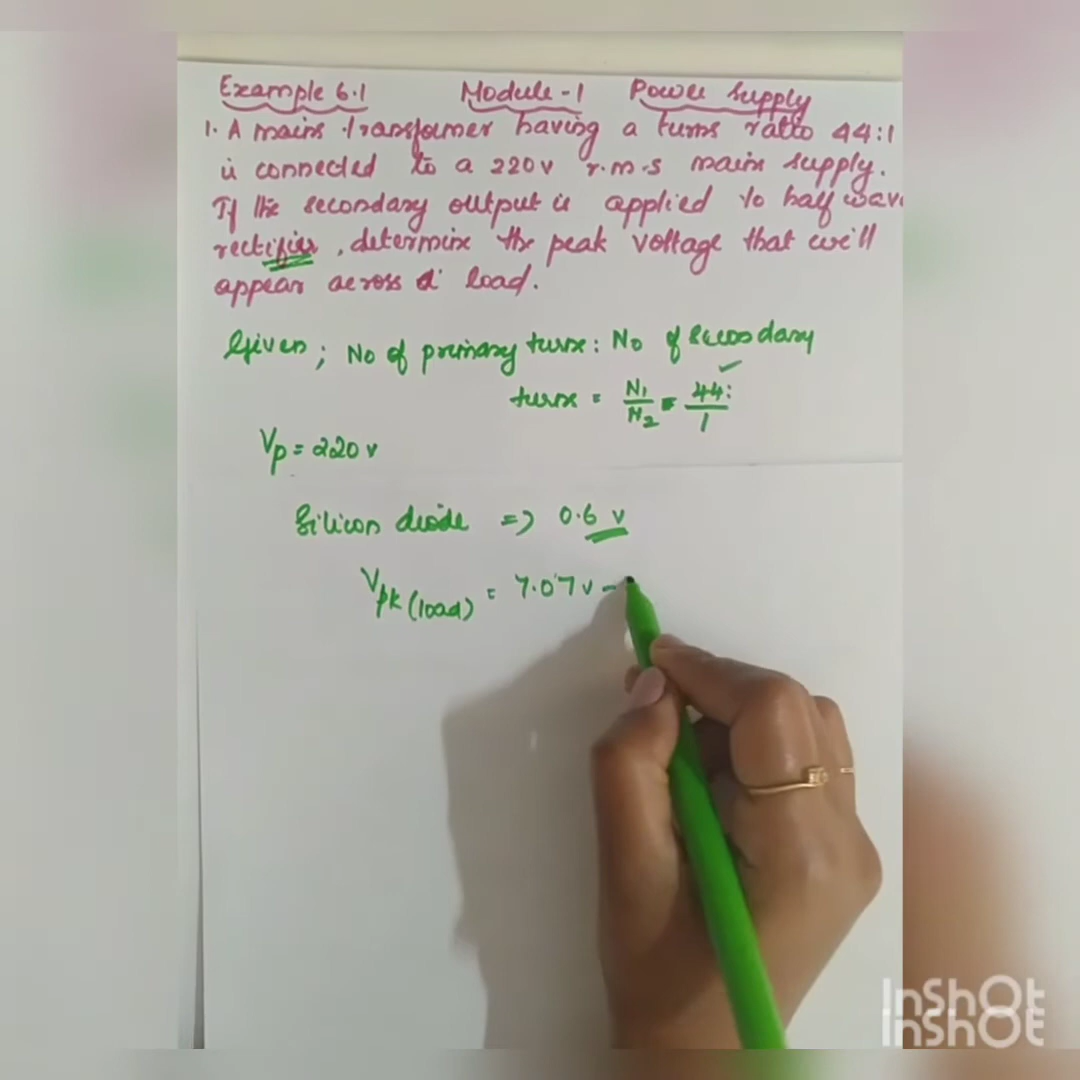 Example 6.1 Module-1 Power supply
1. A mains transformer having a turns ratio 44:1
is connected to a 220v r.m.s mains supply.
If the secondary output is applied to half wave
rectifier, determine the peak voltage that will
appear across a load.
Given; No of primary turns: No of secondary
turns = N1/N2 = 44:/1
Vp = 220 v
Silicon diode => 0.6 v
Vpk(load) = 7.07 v -
InShOt
InShOt